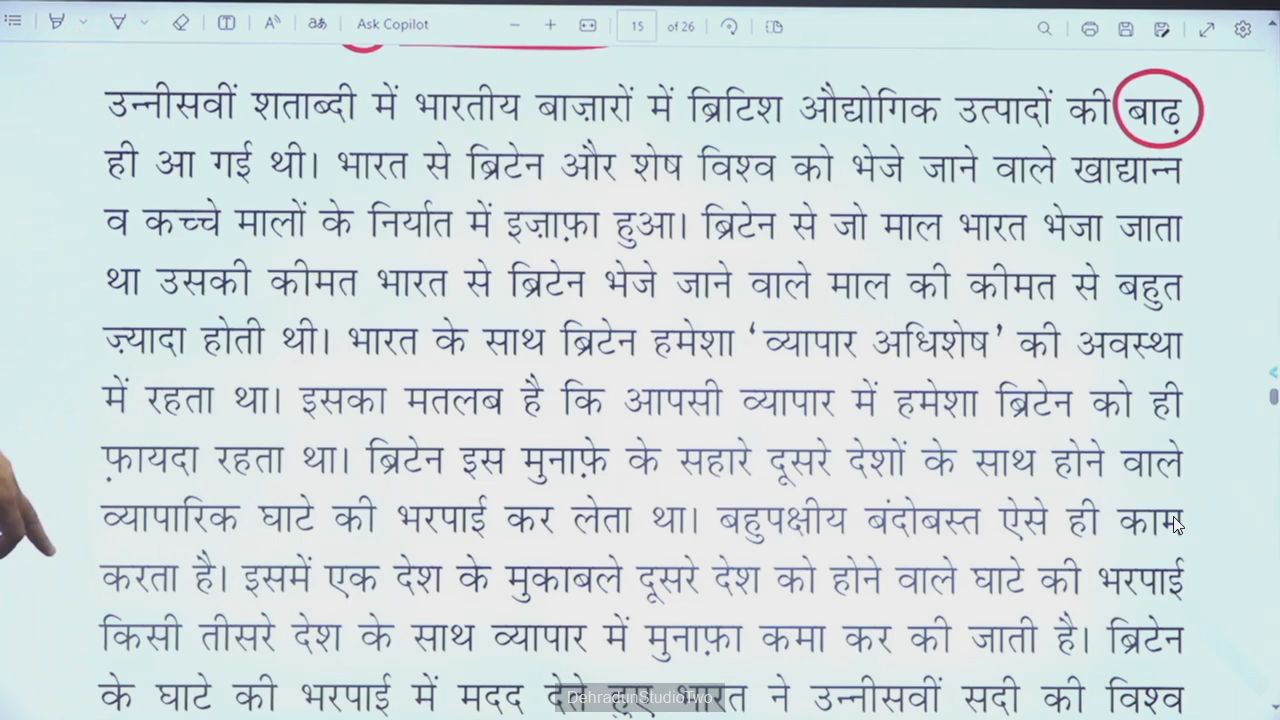 Ask Copilot
15 of 26
उन्नीसवीं शताब्दी में भारतीय बाज़ारों में ब्रिटिश औद्योगिक उत्पादों की बाढ़
ही आ गई थी। भारत से ब्रिटेन और शेष विश्व को भेजे जाने वाले खाद्यान्न
व कच्चे मालों के निर्यात में इज़ाफ़ा हुआ। ब्रिटेन से जो माल भारत भेजा जाता
था उसकी कीमत भारत से ब्रिटेन भेजे जाने वाले माल की कीमत से बहुत
ज़्यादा होती थी। भारत के साथ ब्रिटेन हमेशा ‘व्यापार अधिशेष’ की अवस्था
में रहता था। इसका मतलब है कि आपसी व्यापार में हमेशा ब्रिटेन को ही
फ़ायदा रहता था। ब्रिटेन इस मुनाफ़े के सहारे दूसरे देशों के साथ होने वाले
व्यापारिक घाटे की भरपाई कर लेता था। बहुपक्षीय बंदोबस्त ऐसे ही काम
करता है। इसमें एक देश के मुकाबले दूसरे देश को होने वाले घाटे की भरपाई
किसी तीसरे देश के साथ व्यापार में मुनाफ़ा कमा कर की जाती है। ब्रिटेन
के घाटे की भरपाई में मदद देते हुए भारत ने उन्नीसवीं सदी की विश्व
DehradunStudioTwo